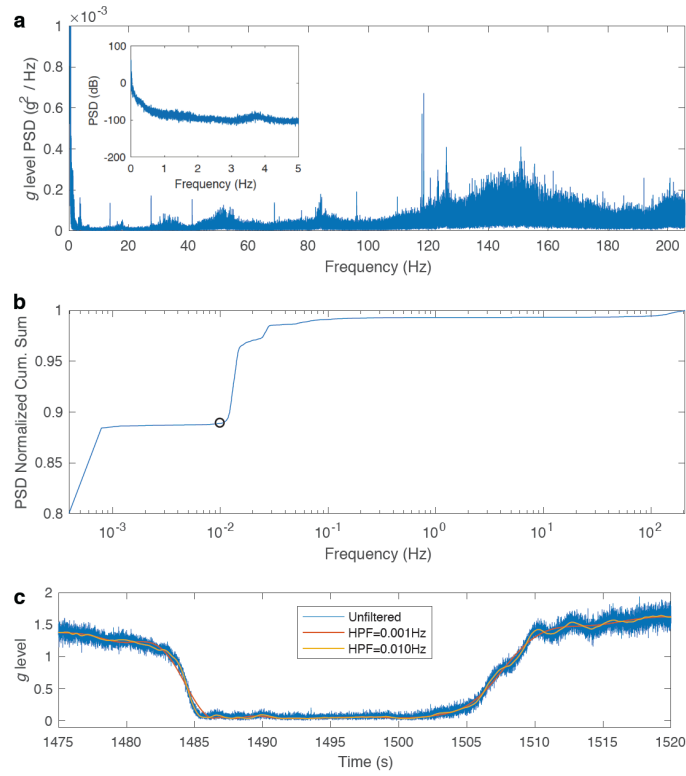 a
×10⁻³
1
0.8
0.6
0.4
0.2
0
g level PSD (g² / Hz)
0 20 40 60 80 100 120 140 160 180 200
Frequency (Hz)
100
0
-100
-200
PSD (dB)
0 1 2 3 4 5
Frequency (Hz)
b
1
0.95
0.9
0.85
0.8
PSD Normalized Cum. Sum
10⁻³ 10⁻² 10⁻¹ 10⁰ 10¹ 10²
Frequency (Hz)
c
2
1.5
1
0.5
0
g level
Unfiltered
HPF=0.001Hz
HPF=0.010Hz
1475 1480 1485 1490 1495 1500 1505 1510 1515 1520
Time (s)